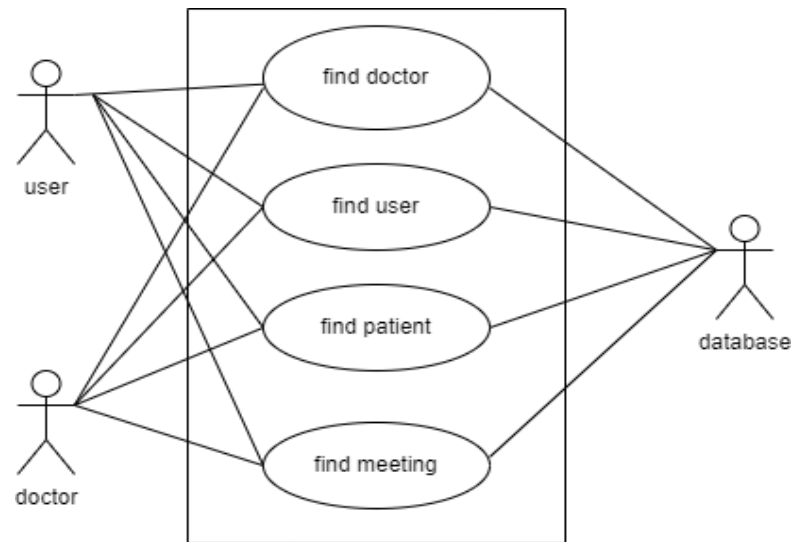 find doctor
user
find user
find patient
database
find meeting
doctor